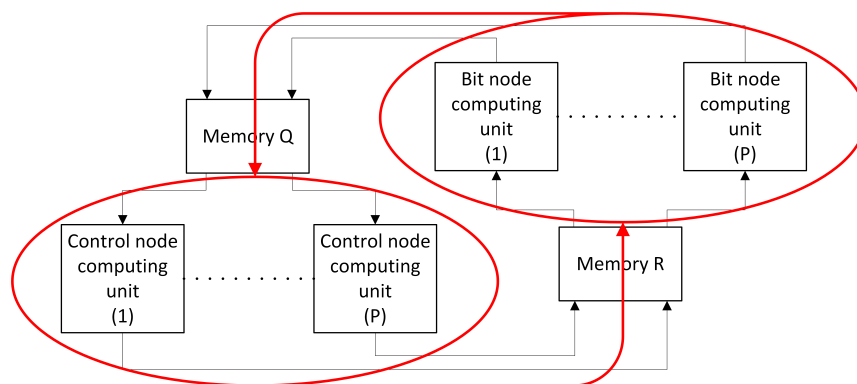 Memory Q
Bit node
computing
unit
(1)
Bit node
computing
unit
(P)
Control node
computing
unit
(1)
Control node
computing
unit
(P)
Memory R